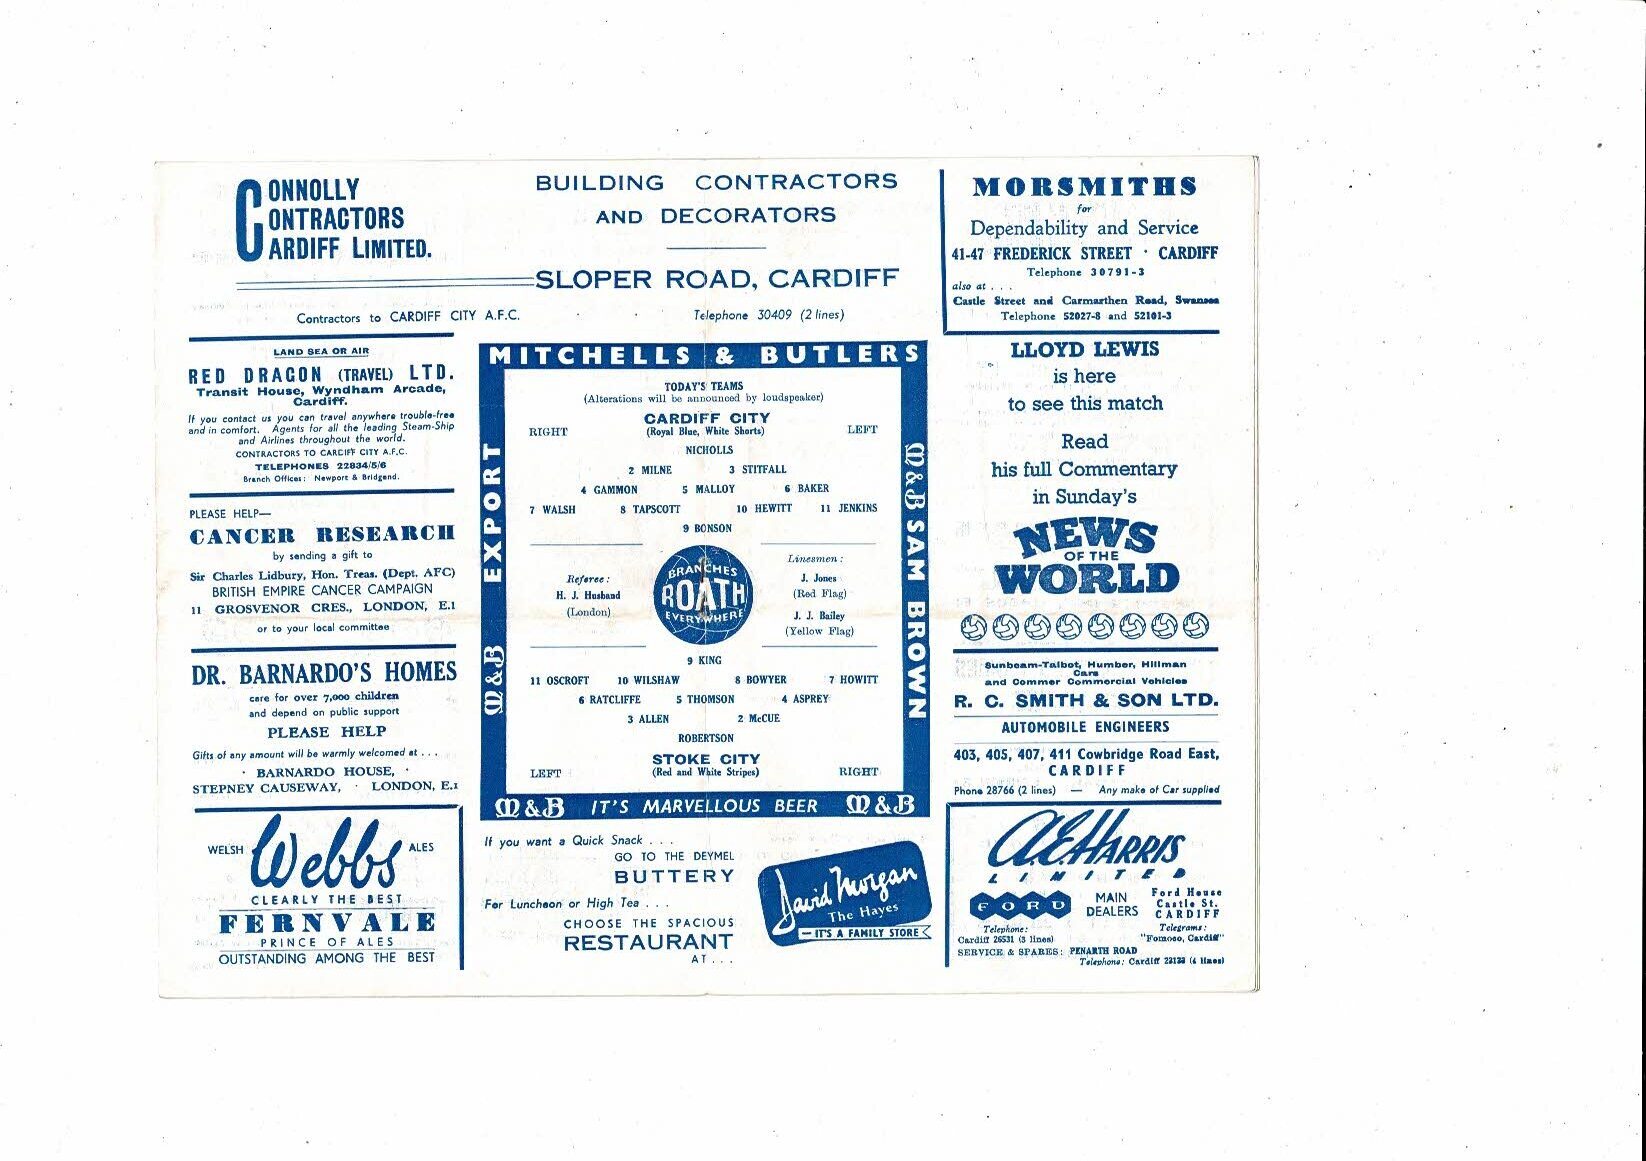 CONNOLLY
CONTRACTORS
CARDIFF LIMITED.
BUILDING CONTRACTORS
AND DECORATORS
SLOPER ROAD, CARDIFF
Contractors to CARDIFF CITY A.F.C.
Telephone 30409 (2 lines)
MORSMITHS
for
Dependability and Service
41-47 FREDERICK STREET · CARDIFF
Telephone 30791-3
also at . . .
Castle Street and Carmarthen Road, Swansea
Telephone 52027-8 and 52101-3
LAND SEA OR AIR
RED DRAGON (TRAVEL) LTD.
Transit House, Wyndham Arcade,
Cardiff.
If you contact us you can travel anywhere trouble-free
and in comfort. Agents for all the leading Steam-Ship
and Airlines throughout the world.
CONTRACTORS TO CARDIFF CITY A.F.C.
TELEPHONES 22834/5/6
Branch Offices: Newport & Bridgend.
PLEASE HELP—
CANCER RESEARCH
by sending a gift to
Sir Charles Lidbury, Hon. Treas. (Dept. AFC)
BRITISH EMPIRE CANCER CAMPAIGN
11 GROSVENOR CRES., LONDON, E.1
or to your local committee
DR. BARNARDO'S HOMES
care for over 7,000 children
and depend on public support
PLEASE HELP
Gifts of any amount will be warmly welcomed at . . .
· BARNARDO HOUSE, ·
STEPNEY CAUSEWAY, · LONDON, E.1
WELSH Webbs ALES
CLEARLY THE BEST
FERNVALE
PRINCE OF ALES
OUTSTANDING AMONG THE BEST
MITCHELLS & BUTLERS
M&B EXPORT
TODAY'S TEAMS
(Alterations will be announced by loudspeaker)
CARDIFF CITY
RIGHT (Royal Blue, White Shorts) LEFT
NICHOLLS
2 MILNE 3 STITFALL
4 GAMMON 5 MALLOY 6 BAKER
7 WALSH 8 TAPSCOTT 10 HEWITT 11 JENKINS
9 BONSON
Referee :
H. J. Husband
(London)
BRANCHES
ROATH
EVERYWHERE
Linesmen :
J. Jones
(Red Flag)
J. J. Bailey
(Yellow Flag)
9 KING
11 OSCROFT 10 WILSHAW 8 BOWYER 7 HOWITT
6 RATCLIFFE 5 THOMSON 4 ASPREY
3 ALLEN 2 McCUE
ROBERTSON
STOKE CITY
LEFT (Red and White Stripes) RIGHT
M&B SAM BROWN
M&B IT'S MARVELLOUS BEER M&B
If you want a Quick Snack . . .
GO TO THE DEYMEL
BUTTERY
For Luncheon or High Tea . . .
CHOOSE THE SPACIOUS
RESTAURANT
AT . . .
David Morgan
The Hayes
— IT'S A FAMILY STORE
LLOYD LEWIS
is here
to see this match
Read
his full Commentary
in Sunday's
NEWS
OF THE
WORLD
Sunbeam-Talbot, Humber, Hillman
Cars
and Commer Commercial Vehicles
R. C. SMITH & SON LTD.
AUTOMOBILE ENGINEERS
403, 405, 407, 411 Cowbridge Road East,
CARDIFF
Phone 28766 (2 lines) — Any make of Car supplied
A.E. HARRIS
LIMITED
FORD
MAIN
DEALERS
Ford House
Castle St.
CARDIFF
Telephone:
Cardiff 26531 (3 lines)
Telegrams:
"Fomoco, Cardiff"
SERVICE & SPARES: PENARTH ROAD
Telephone: Cardiff 22133 (4 lines)